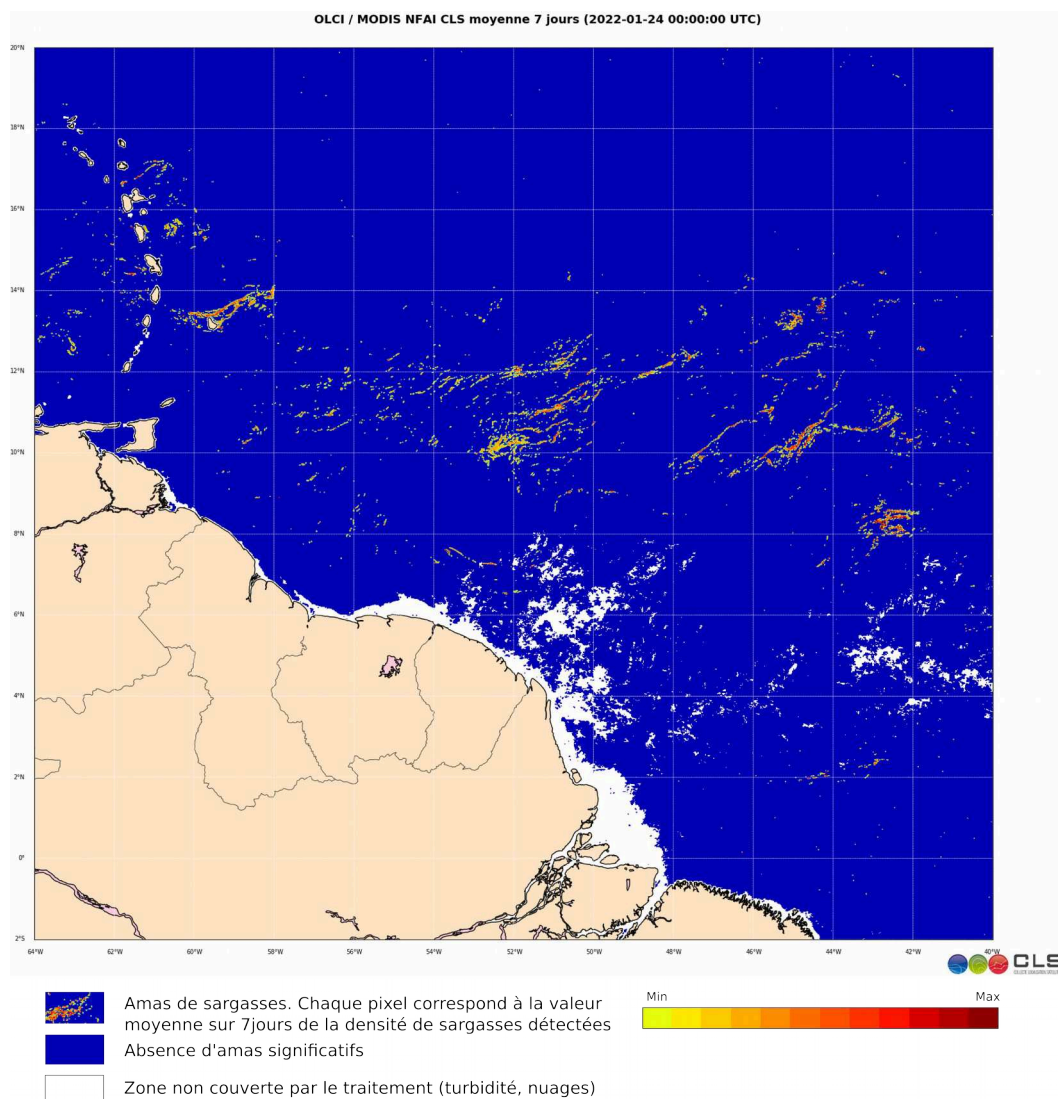 OLCI / MODIS NFAI CLS moyenne 7 jours (2022-01-24 00:00:00 UTC)
20°N
18°N
16°N
14°N
12°N
10°N
8°N
6°N
4°N
2°N
0°
2°S
64°W 62°W 60°W 58°W 56°W 54°W 52°W 50°W 48°W 46°W 44°W 42°W 40°W
CLS
Amas de sargasses. Chaque pixel correspond à la valeur
moyenne sur 7jours de la densité de sargasses détectées
Min Max
Absence d'amas significatifs
Zone non couverte par le traitement (turbidité, nuages)